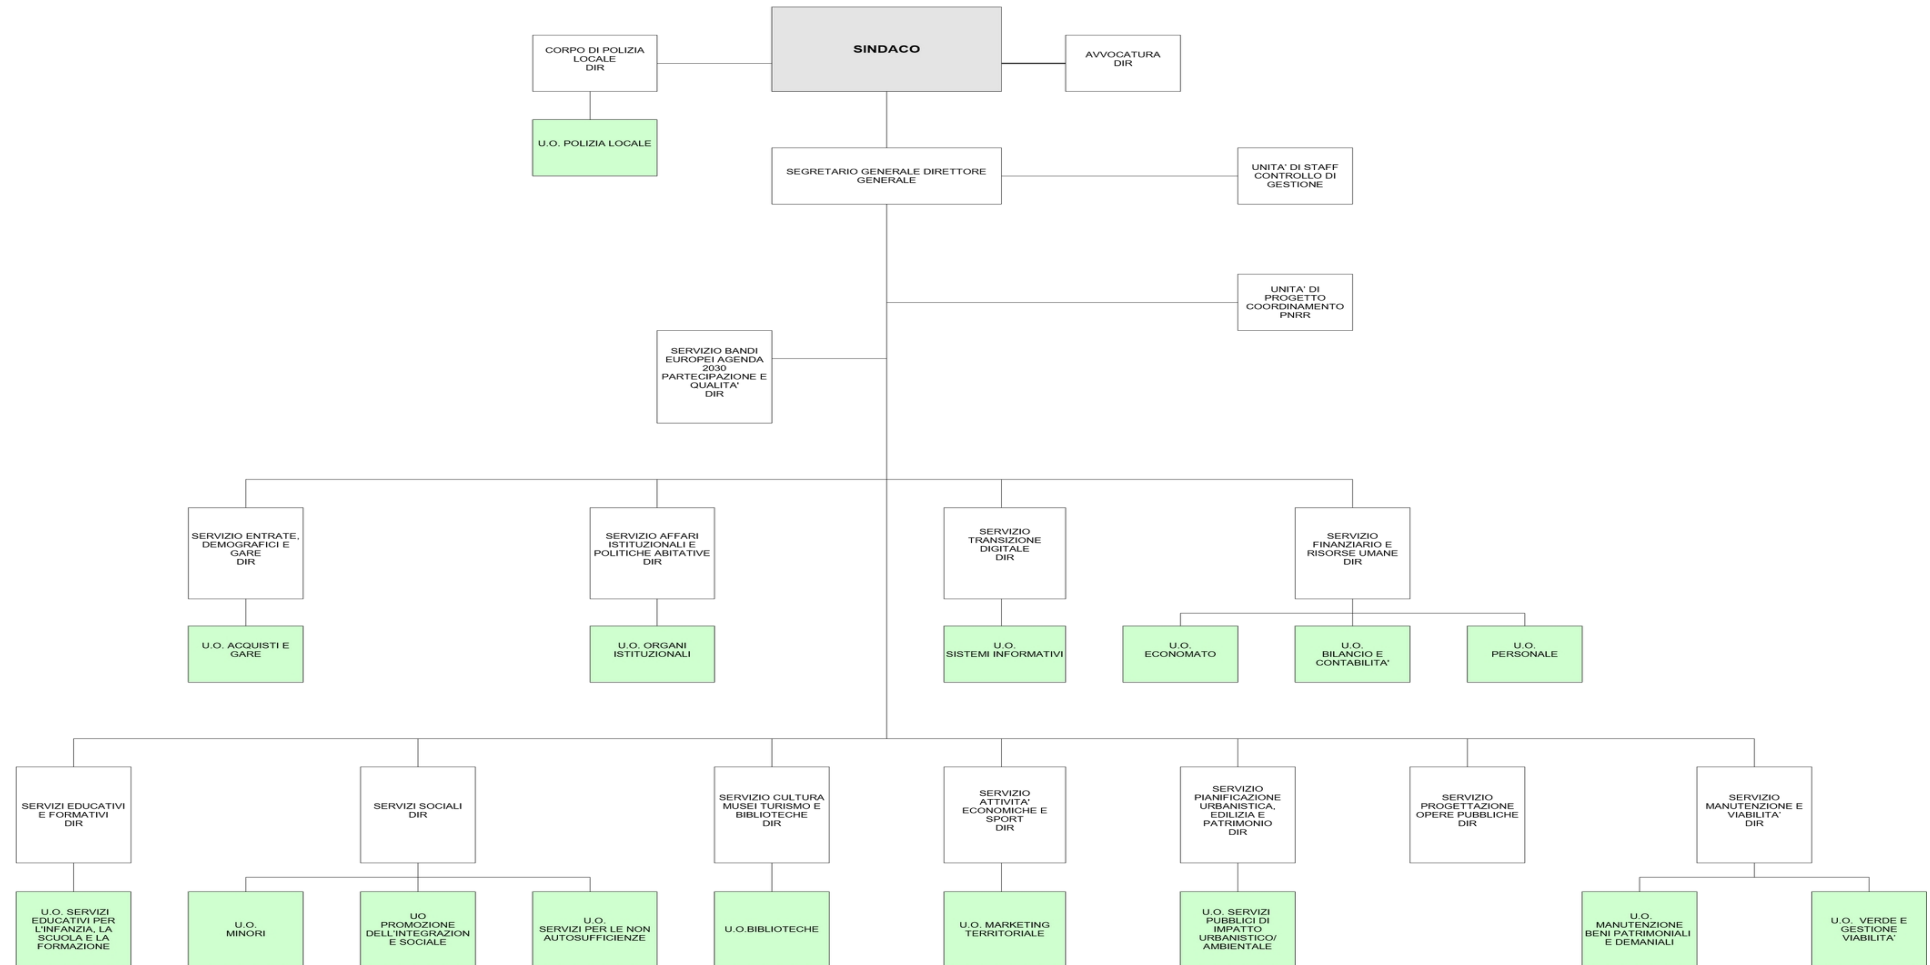 SINDACO
CORPO DI POLIZIA
LOCALE
DIR
AVVOCATURA
DIR
U.O. POLIZIA LOCALE
SEGRETARIO GENERALE DIRETTORE
GENERALE
UNITA' DI STAFF
CONTROLLO DI
GESTIONE
UNITA' DI
PROGETTO
COORDINAMENTO
PNRR
SERVIZIO BANDI
EUROPEI AGENDA
2030
PARTECIPAZIONE E
QUALITA'
DIR
SERVIZIO ENTRATE,
DEMOGRAFICI E
GARE
DIR
SERVIZIO AFFARI
ISTITUZIONALI E
POLITICHE ABITATIVE
DIR
SERVIZIO
TRANSIZIONE
DIGITALE
DIR
SERVIZIO
FINANZIARIO E
RISORSE UMANE
DIR
U.O. ACQUISTI E
GARE
U.O. ORGANI
ISTITUZIONALI
U.O.
SISTEMI INFORMATIVI
U.O.
ECONOMATO
U.O.
BILANCIO E
CONTABILITA'
U.O.
PERSONALE
SERVIZI EDUCATIVI
E FORMATIVI
DIR
SERVIZI SOCIALI
DIR
SERVIZIO CULTURA
MUSEI TURISMO E
BIBLIOTECHE
DIR
SERVIZIO
ATTIVITA'
ECONOMICHE E
SPORT
DIR
SERVIZIO
PIANIFICAZIONE
URBANISTICA,
EDILIZIA E
PATRIMONIO
DIR
SERVIZIO
PROGETTAZIONE
OPERE PUBBLICHE
DIR
SERVIZIO
MANUTENZIONE E
VIABILITA'
DIR
U.O. SERVIZI
EDUCATIVI PER
L'INFANZIA, LA
SCUOLA E LA
FORMAZIONE
U.O.
MINORI
UO
PROMOZIONE
DELL'INTEGRAZION
E SOCIALE
U.O.
SERVIZI PER LE NON
AUTOSUFFICIENZE
U.O.BIBLIOTECHE
U.O. MARKETING
TERRITORIALE
U.O. SERVIZI
PUBBLICI DI
IMPATTO
URBANISTICO/
AMBIENTALE
U.O.
MANUTENZIONE
BENI PATRIMONIALI
E DEMANIALI
U.O. VERDE E
GESTIONE
VIABILITA'